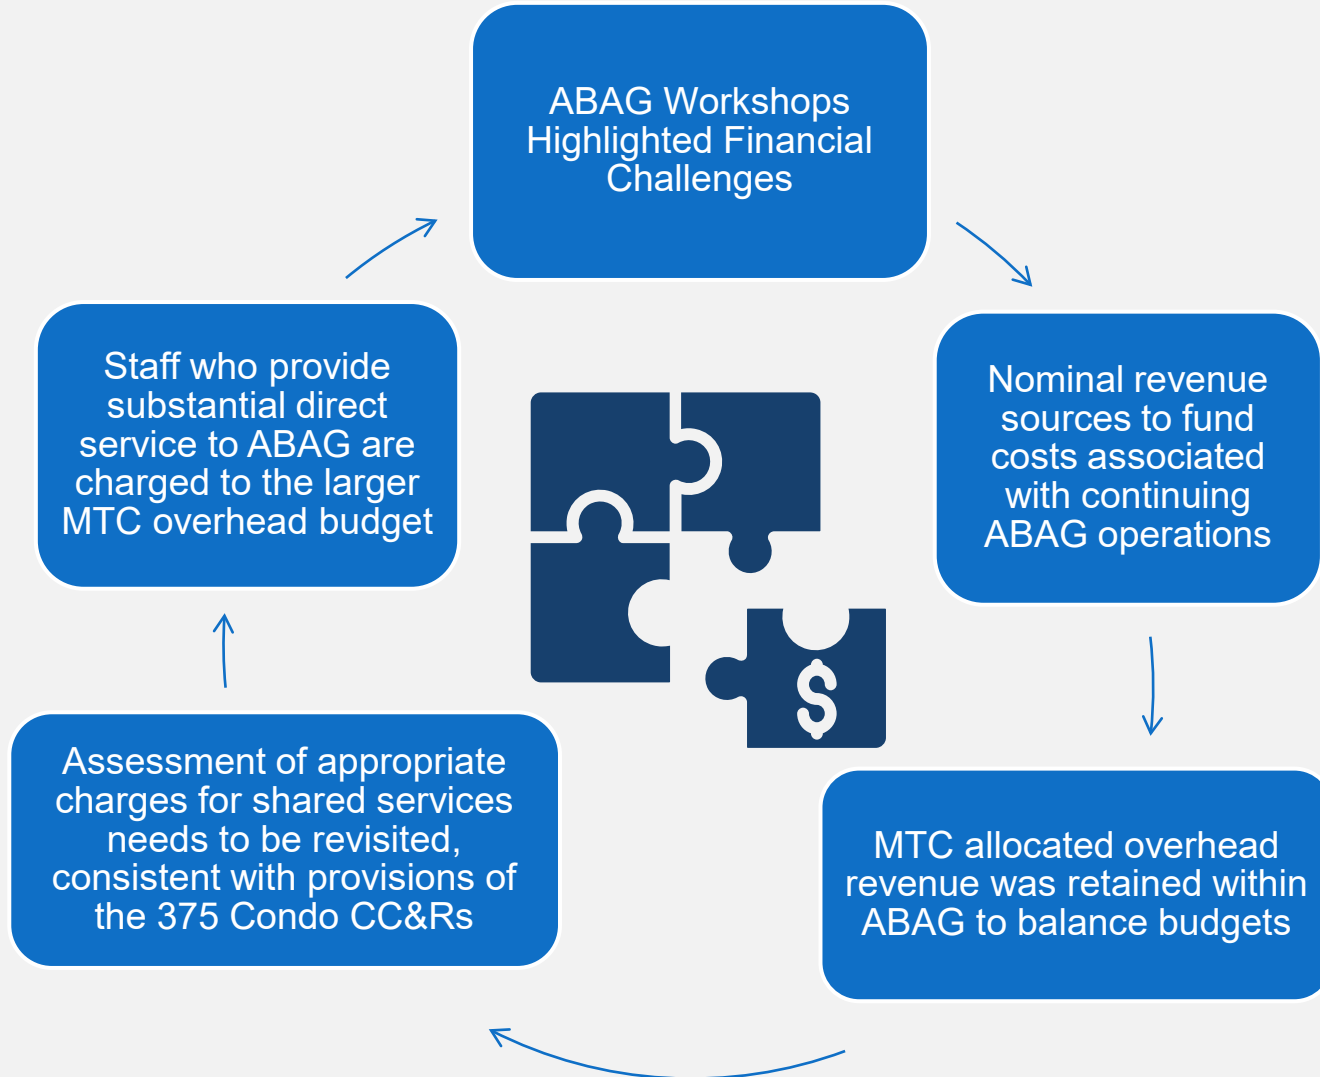 ABAG Workshops
Highlighted Financial
Challenges
Nominal revenue
sources to fund
costs associated
with continuing
ABAG operations
MTC allocated overhead
revenue was retained within
ABAG to balance budgets
Assessment of appropriate
charges for shared services
needs to be revisited,
consistent with provisions of
the 375 Condo CC&Rs
Staff who provide
substantial direct
service to ABAG are
charged to the larger
MTC overhead budget
$